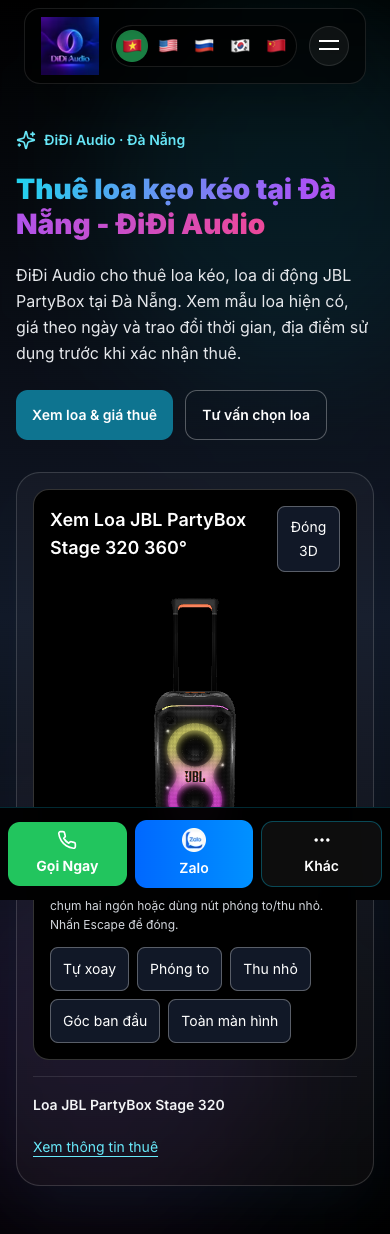 ĐiĐi Audio
ĐiĐi Audio · Đà Nẵng
Thuê loa kẹo kéo tại Đà
Nẵng - ĐiĐi Audio
ĐiĐi Audio cho thuê loa kéo, loa di động JBL
PartyBox tại Đà Nẵng. Xem mẫu loa hiện có,
giá theo ngày và trao đổi thời gian, địa điểm sử
dụng trước khi xác nhận thuê.
Xem loa & giá thuê
Tư vấn chọn loa
Xem Loa JBL PartyBox
Stage 320 360°
Đóng
3D
JBL
Gọi Ngay
Zalo
Zalo
Khác
chụm hai ngón hoặc dùng nút phóng to/thu nhỏ.
Nhấn Escape để đóng.
Tự xoay
Phóng to
Thu nhỏ
Góc ban đầu
Toàn màn hình
Loa JBL PartyBox Stage 320
Xem thông tin thuê